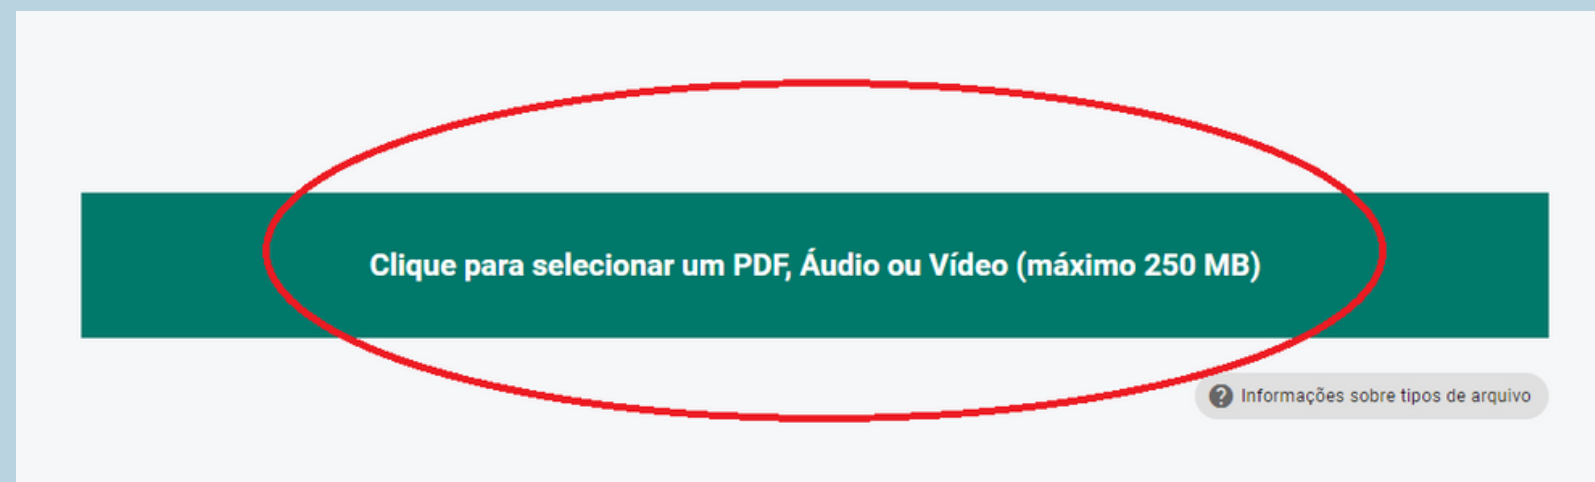 Clique para selecionar um PDF, Áudio ou Vídeo (máximo 250 MB)
Informações sobre tipos de arquivo